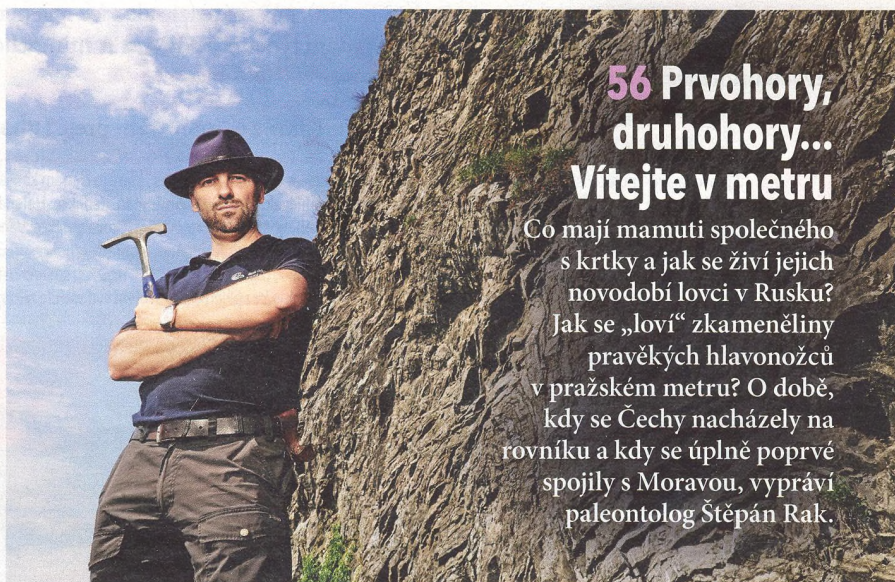 56 Prvohory,
druhohory...
Vítejte v metru
Co mají mamuti společného
s krtky a jak se živí jejich
novodobí lovci v Rusku?
Jak se „loví“ zkameněliny
pravěkých hlavonožců
v pražském metru? O době,
kdy se Čechy nacházely na
rovníku a kdy se úplně poprvé
spojily s Moravou, vypráví
paleontolog Štěpán Rak.